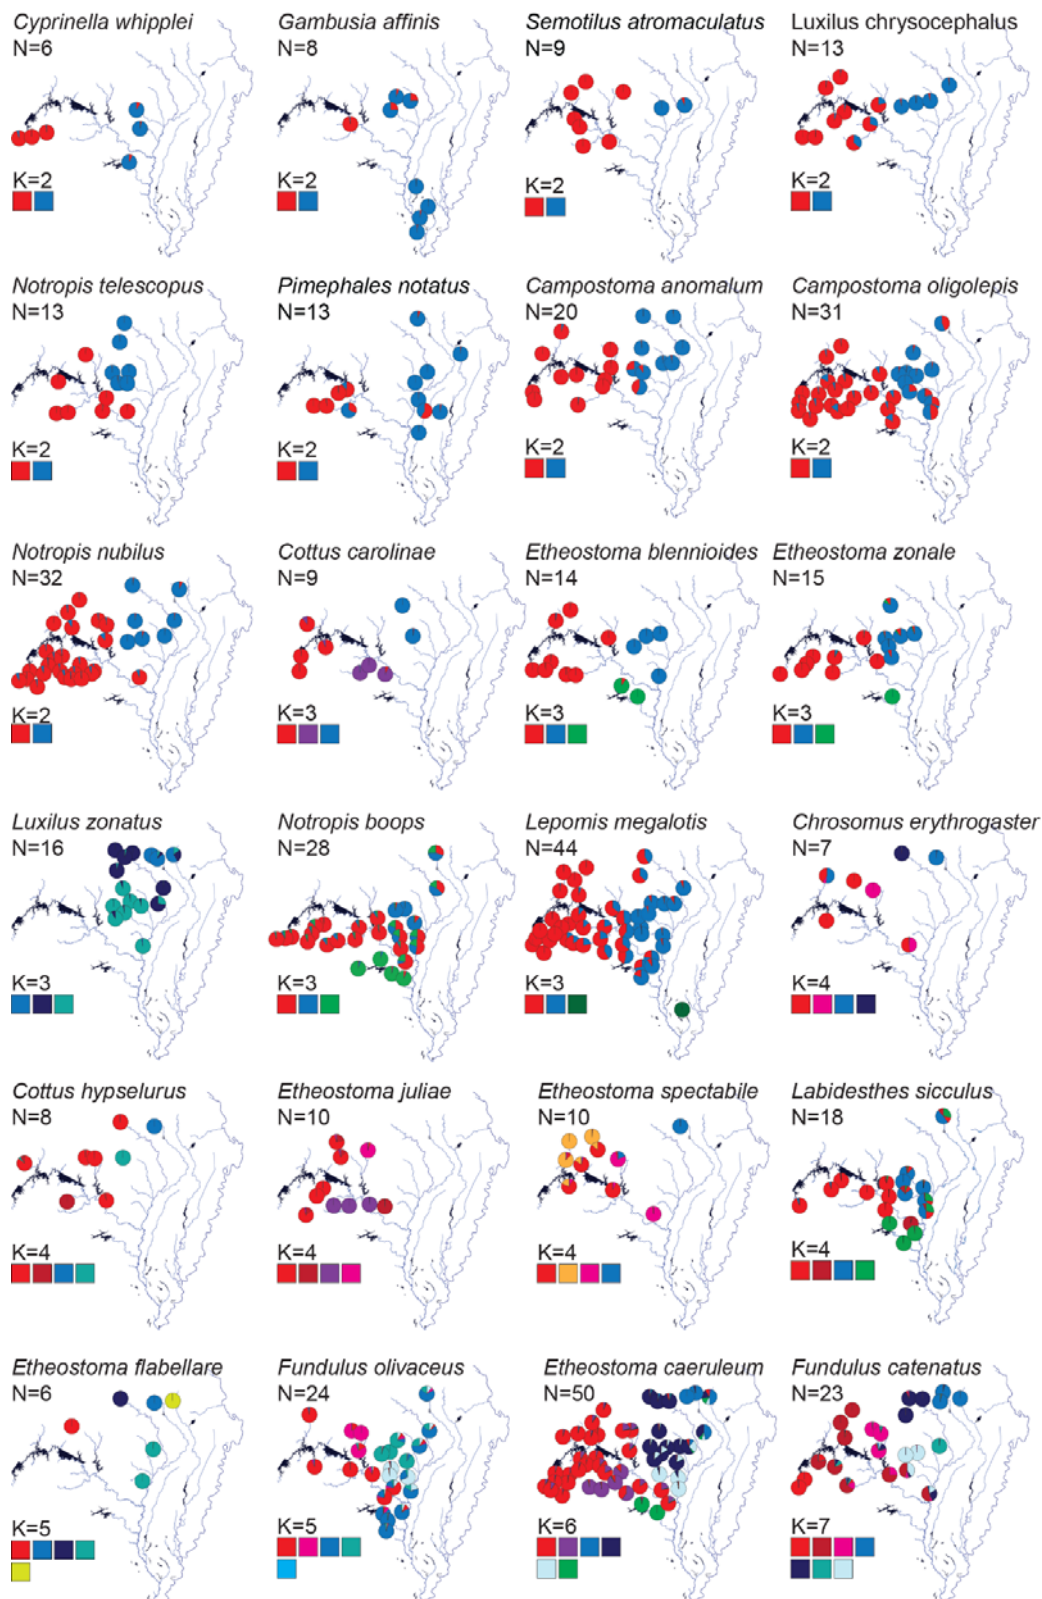 Cyprinella whipplei
N=6
K=2
Gambusia affinis
N=8
K=2
Semotilus atromaculatus
N=9
K=2
Luxilus chrysocephalus
N=13
K=2
Notropis telescopus
N=13
K=2
Pimephales notatus
N=13
K=2
Campostoma anomalum
N=20
K=2
Campostoma oligolepis
N=31
K=2
Notropis nubilus
N=32
K=2
Cottus carolinae
N=9
K=3
Etheostoma blennioides
N=14
K=3
Etheostoma zonale
N=15
K=3
Luxilus zonatus
N=16
K=3
Notropis boops
N=28
K=3
Lepomis megalotis
N=44
K=3
Chrosomus erythrogaster
N=7
K=4
Cottus hypselurus
N=8
K=4
Etheostoma juliae
N=10
K=4
Etheostoma spectabile
N=10
K=4
Labidesthes sicculus
N=18
K=4
Etheostoma flabellare
N=6
K=5
Fundulus olivaceus
N=24
K=5
Etheostoma caeruleum
N=50
K=6
Fundulus catenatus
N=23
K=7